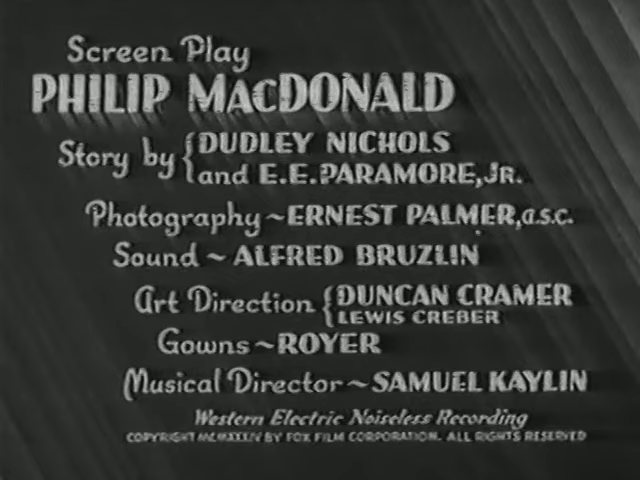 Screen Play
PHILIP MACDONALD
Story by { DUDLEY NICHOLS
and E.E. PARAMORE, JR.
Photography ~ ERNEST PALMER, a.s.c.
Sound ~ ALFRED BRUZLIN
Art Direction { DUNCAN CRAMER
LEWIS CREBER
Gowns ~ ROYER
Musical Director ~ SAMUEL KAYLIN
Western Electric Noiseless Recording
COPYRIGHT MCMXXXIV BY FOX FILM CORPORATION. ALL RIGHTS RESERVED